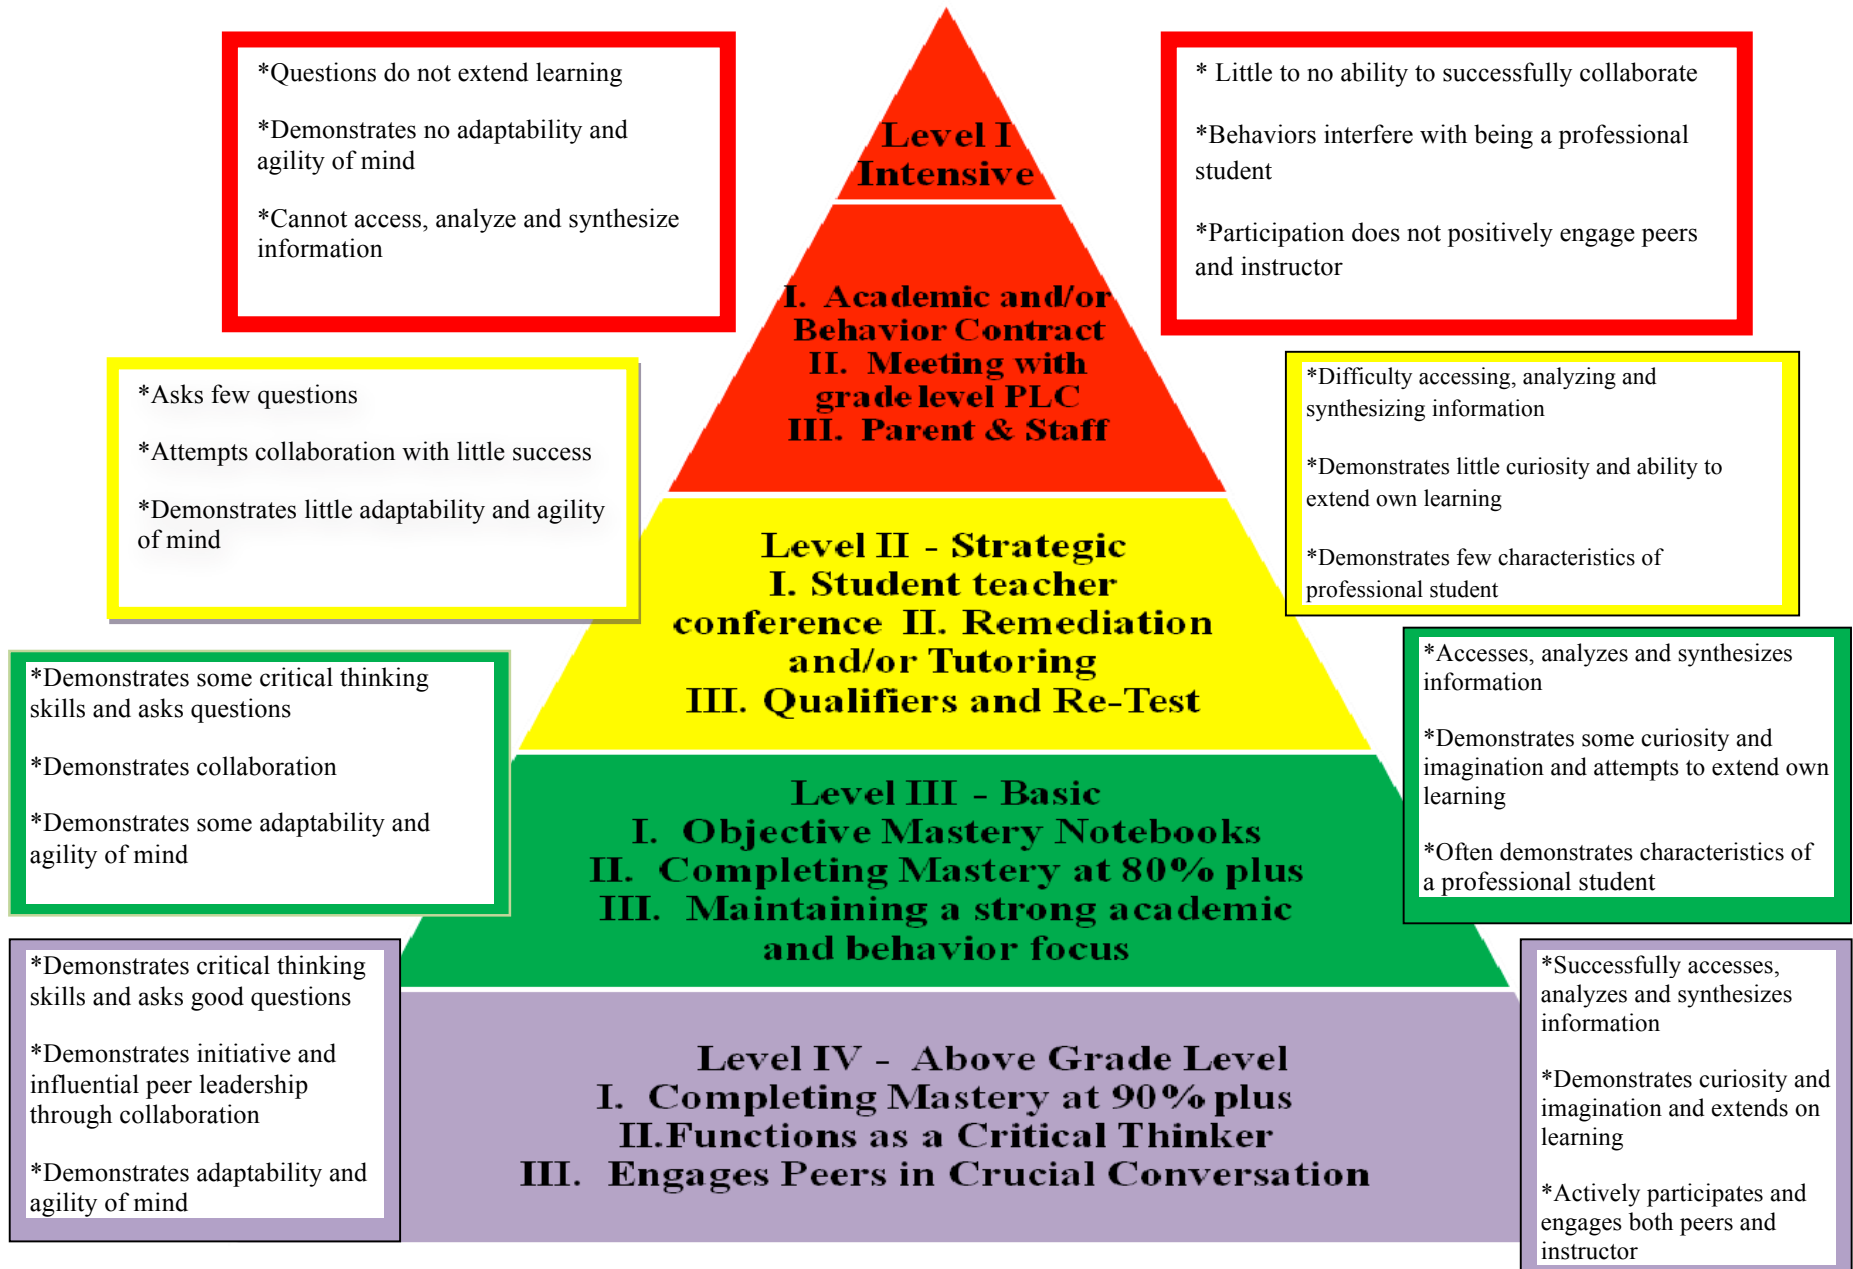 *Questions do not extend learning
*Demonstrates no adaptability and
agility of mind
*Cannot access, analyze and synthesize
information
Level I
Intensive
I. Academic and/or
Behavior Contract
II. Meeting with
grade level PLC
III. Parent & Staff
* Little to no ability to successfully collaborate
*Behaviors interfere with being a professional
student
*Participation does not positively engage peers
and instructor
*Asks few questions
*Attempts collaboration with little success
*Demonstrates little adaptability and agility
of mind
Level II - Strategic
I. Student teacher
conference II. Remediation
and/or Tutoring
III. Qualifiers and Re-Test
*Difficulty accessing, analyzing and
synthesizing information
*Demonstrates little curiosity and ability to
extend own learning
*Demonstrates few characteristics of
professional student
*Demonstrates some critical thinking
skills and asks questions
*Demonstrates collaboration
*Demonstrates some adaptability and
agility of mind
Level III - Basic
I. Objective Mastery Notebooks
II. Completing Mastery at 80% plus
III. Maintaining a strong academic
and behavior focus
*Accesses, analyzes and synthesizes
information
*Demonstrates some curiosity and
imagination and attempts to extend own
learning
*Often demonstrates characteristics of
a professional student
*Demonstrates critical thinking
skills and asks good questions
*Demonstrates initiative and
influential peer leadership
through collaboration
*Demonstrates adaptability and
agility of mind
Level IV - Above Grade Level
I. Completing Mastery at 90% plus
II.Functions as a Critical Thinker
III. Engages Peers in Crucial Conversation
*Successfully accesses,
analyzes and synthesizes
information
*Demonstrates curiosity and
imagination and extends on
learning
*Actively participates and
engages both peers and
instructor